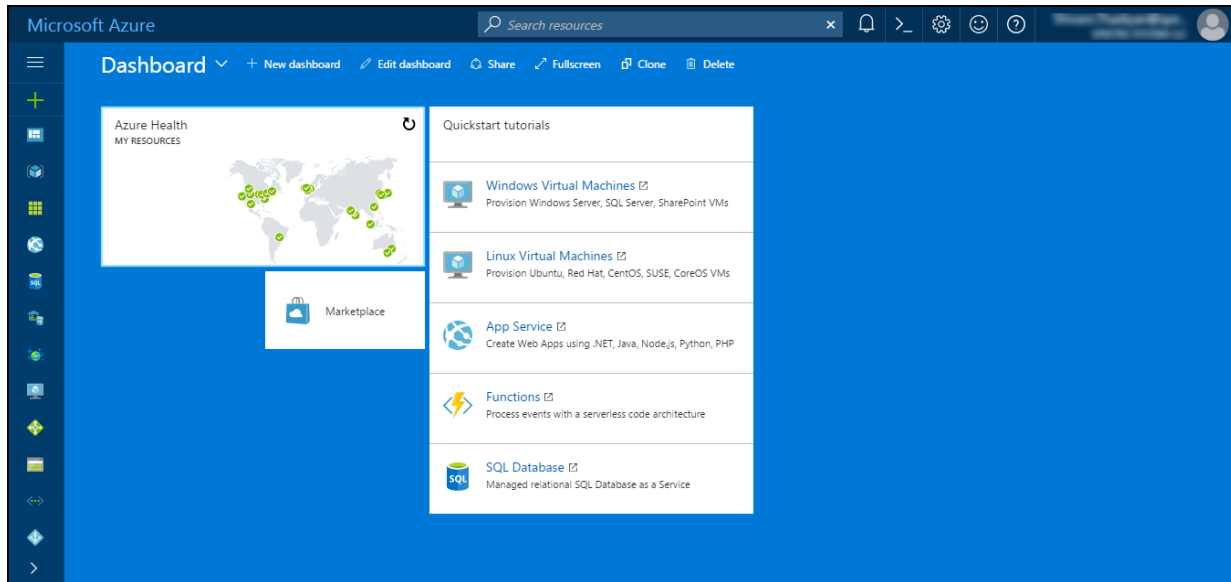 Microsoft Azure
Search resources
Dashboard
New dashboard
Edit dashboard
Share
Fullscreen
Clone
Delete
Azure Health
MY RESOURCES
Marketplace
Quickstart tutorials
Windows Virtual Machines
Provision Windows Server, SQL Server, SharePoint VMs
Linux Virtual Machines
Provision Ubuntu, Red Hat, CentOS, SUSE, CoreOS VMs
App Service
Create Web Apps using .NET, Java, Node.js, Python, PHP
Functions
Process events with a serverless code architecture
SQL
SQL Database
Managed relational SQL Database as a Service
SQL